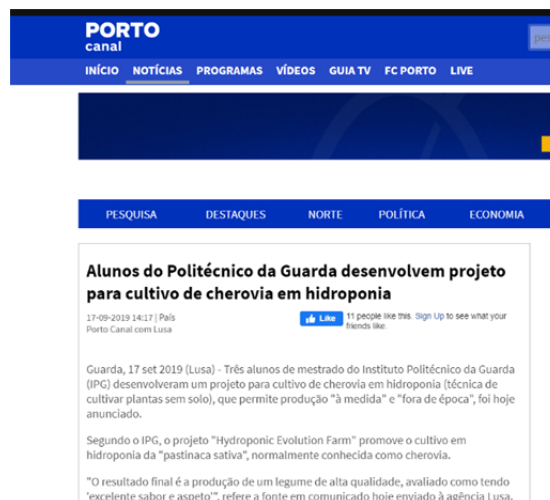 PORTO
canal
INÍCIO NOTÍCIAS PROGRAMAS VÍDEOS GUIA TV FC PORTO LIVE
PESQUISA DESTAQUES NORTE POLÍTICA ECONOMIA
Alunos do Politécnico da Guarda desenvolvem projeto
para cultivo de cherovia em hidroponia
17-09-2019 14:17 | País
Porto Canal com Lusa
Like 11 people like this. Sign Up to see what your
friends like.
Guarda, 17 set 2019 (Lusa) - Três alunos de mestrado do Instituto Politécnico da Guarda
(IPG) desenvolveram um projeto para cultivo de cherovia em hidroponia (técnica de
cultivar plantas sem solo), que permite produção "à medida" e "fora de época", foi hoje
anunciado.
Segundo o IPG, o projeto "Hydroponic Evolution Farm" promove o cultivo em
hidroponia da "pastinaca sativa", normalmente conhecida como cherovia.
"O resultado final é a produção de um legume de alta qualidade, avaliado como tendo
'excelente sabor e aspeto'", refere a fonte em comunicado hoje enviado à agência Lusa.